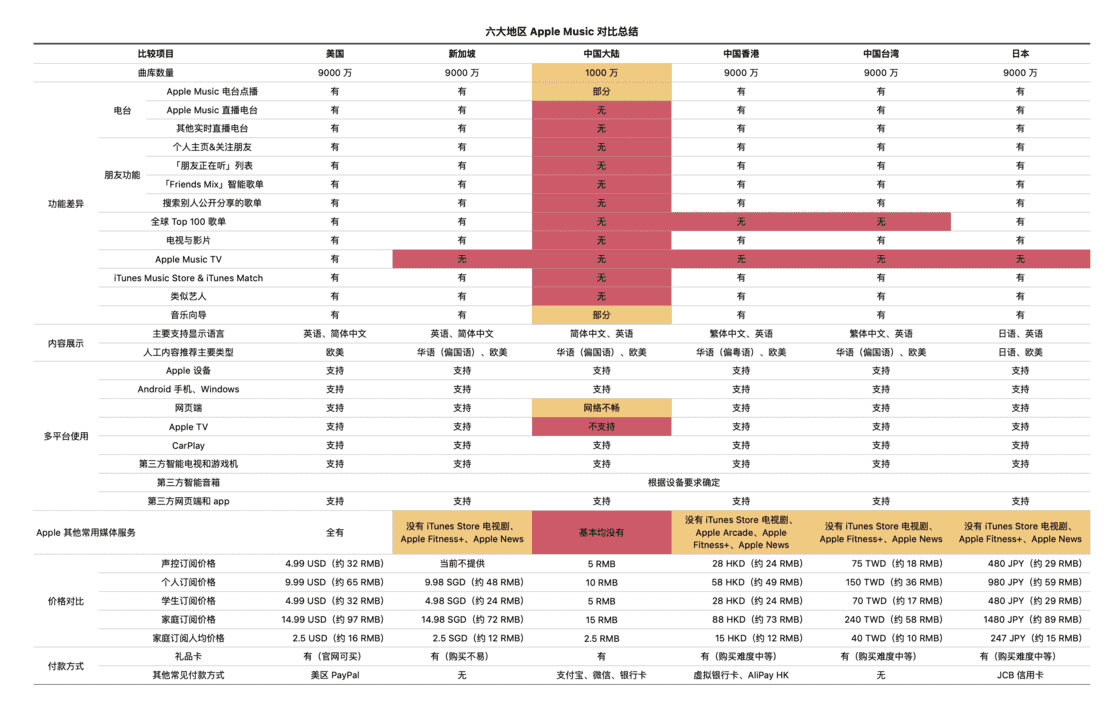 六大地区 Apple Music 对比总结
比较项目 美国 新加坡 中国大陆 中国香港 中国台湾 日本
曲库数量 9000 万 9000 万 1000 万 9000 万 9000 万 9000 万
功能差异
电台
Apple Music 电台点播 有 有 部分 有 有 有
Apple Music 直播电台 有 有 无 有 有 有
其他实时直播电台 有 有 无 有 有 有
朋友功能
个人主页&关注朋友 有 有 无 有 有 有
「朋友正在听」列表 有 有 无 有 有 有
「Friends Mix」智能歌单 有 有 无 有 有 有
搜索别人公开分享的歌单 有 有 无 有 有 有
全球 Top 100 歌单 有 有 无 无 无 有
电视与影片 有 有 无 有 有 有
Apple Music TV 有 无 无 无 无 无
iTunes Music Store & iTunes Match 有 有 无 有 有 有
类似艺人 有 有 无 有 有 有
音乐向导 有 有 部分 有 有 有
内容展示
主要支持显示语言 英语、简体中文 英语、简体中文 简体中文、英语 繁体中文、英语 繁体中文、英语 日语、英语
人工内容推荐主要类型 欧美 华语（偏国语）、欧美 华语（偏国语）、欧美 华语（偏粤语）、欧美 华语（偏国语）、欧美 日语、欧美
多平台使用
Apple 设备 支持 支持 支持 支持 支持 支持
Android 手机、Windows 支持 支持 支持 支持 支持 支持
网页端 支持 支持 网络不畅 支持 支持 支持
Apple TV 支持 支持 不支持 支持 支持 支持
CarPlay 支持 支持 支持 支持 支持 支持
第三方智能电视和游戏机 支持 支持 支持 支持 支持 支持
第三方智能音箱 根据设备要求确定
第三方网页端和 app 支持 支持 支持 支持 支持 支持
Apple 其他常用媒体服务 全有
没有 iTunes Store 电视剧、
Apple Fitness+、Apple News
基本均没有
没有 iTunes Store 电视剧、
Apple Arcade、Apple
Fitness+、Apple News
没有 iTunes Store 电视剧、
Apple Fitness+、Apple News
没有 iTunes Store 电视剧、
Apple Fitness+、Apple News
价格对比
声控订阅价格 4.99 USD（约 32 RMB） 当前不提供 5 RMB 28 HKD（约 24 RMB） 75 TWD（约 18 RMB） 480 JPY（约 29 RMB）
个人订阅价格 9.99 USD（约 65 RMB） 9.98 SGD（约 48 RMB） 10 RMB 58 HKD（约 49 RMB） 150 TWD（约 36 RMB） 980 JPY（约 59 RMB）
学生订阅价格 4.99 USD（约 32 RMB） 4.98 SGD（约 24 RMB） 5 RMB 28 HKD（约 24 RMB） 70 TWD（约 17 RMB） 480 JPY（约 29 RMB）
家庭订阅价格 14.99 USD（约 97 RMB） 14.98 SGD（约 72 RMB） 15 RMB 88 HKD（约 73 RMB） 240 TWD（约 58 RMB） 1480 JPY（约 89 RMB）
家庭订阅人均价格 2.5 USD（约 16 RMB） 2.5 SGD（约 12 RMB） 2.5 RMB 15 HKD（约 12 RMB） 40 TWD（约 10 RMB） 247 JPY（约 15 RMB）
付款方式
礼品卡 有（官网可买） 有（购买不易） 有 有（购买难度中等） 有（购买难度中等） 有（购买难度中等）
其他常见付款方式 美区 PayPal 无 支付宝、微信、银行卡 虚拟银行卡、AliPay HK 无 JCB 信用卡